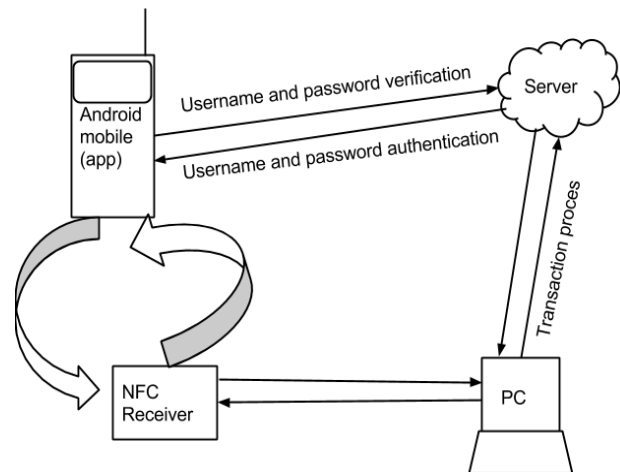 Android
mobile
(app)
Username and password verification
Server
Username and password authentication
Transaction proces
NFC
Receiver
PC